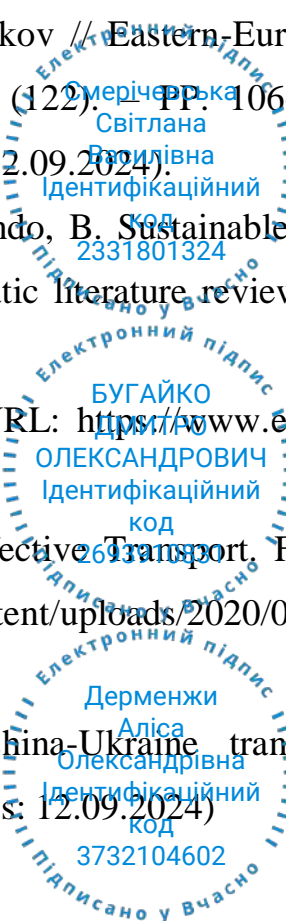 kov // Eastern-Eur
Електронний підпис
(122). – PP. 106
Смерічевська
Світлана
Василівна
2.09.2024).
Ідентифікаційний
код
ndo, B. Sustainable
2331801324
Підписано у Вчасно
atic literature review
Електронний підпис
БУГАЙКО
RL: https://www.e
ДМИТРО
ОЛЕКСАНДРОВИЧ
Ідентифікаційний
код
fective Transport. F
Підписано у Вчасно
tent/uploads/2020/0
Електронний підпис
Дерменжи
Аліса
hina-Ukraine tran
Олександрівна
Ідентифікаційний
s: 12.09.2024)
код
3732104602
Підписано у Вчасно